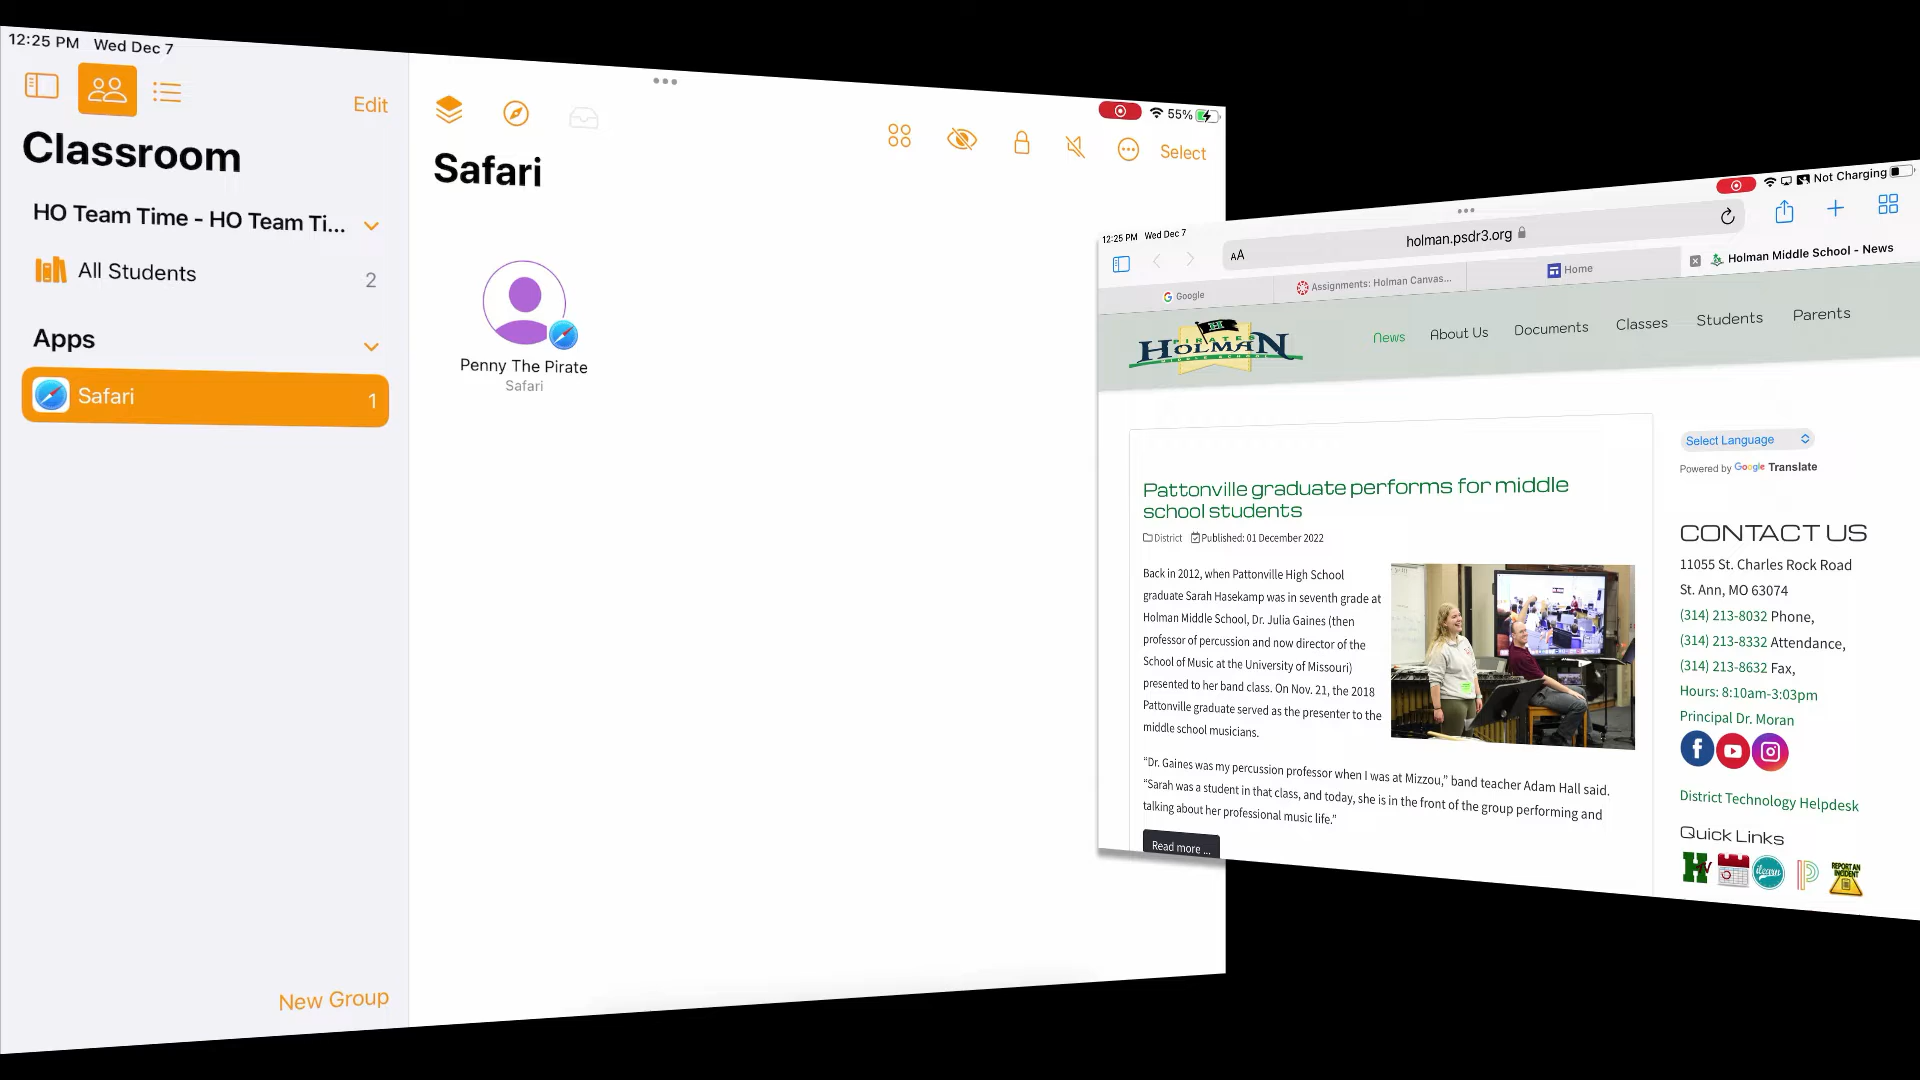 12:25 PM Wed Dec 7
Edit
Classroom
HO Team Time - HO Team Ti...
All Students 2
Apps
Safari 1
New Group
55%
Select
Safari
Penny The Pirate
Safari
12:25 PM Wed Dec 7
Not Charging
AA
holman.psdr3.org
Google
Assignments: Holman Canvas...
Home
Holman Middle School - News
PIRATES
HOLMAN
MIDDLE SCHOOL
News
About Us
Documents
Classes
Students
Parents
Pattonville graduate performs for middle
school students
District Published: 01 December 2022
Back in 2012, when Pattonville High School
graduate Sarah Hasekamp was in seventh grade at
Holman Middle School, Dr. Julia Gaines (then
professor of percussion and now director of the
School of Music at the University of Missouri)
presented to her band class. On Nov. 21, the 2018
Pattonville graduate served as the presenter to the
middle school musicians.
“Dr. Gaines was my percussion professor when I was at Mizzou,” band teacher Adam Hall said.
“Sarah was a student in that class, and today, she is in the front of the group performing and
talking about her professional music life.”
Read more ...
Select Language
Powered by Google Translate
CONTACT US
11055 St. Charles Rock Road
St. Ann, MO 63074
(314) 213-8032 Phone,
(314) 213-8332 Attendance,
(314) 213-8632 Fax,
Hours: 8:10am-3:03pm
Principal Dr. Moran
District Technology Helpdesk
Quick Links
iLearn
REPORT AN
INCIDENT